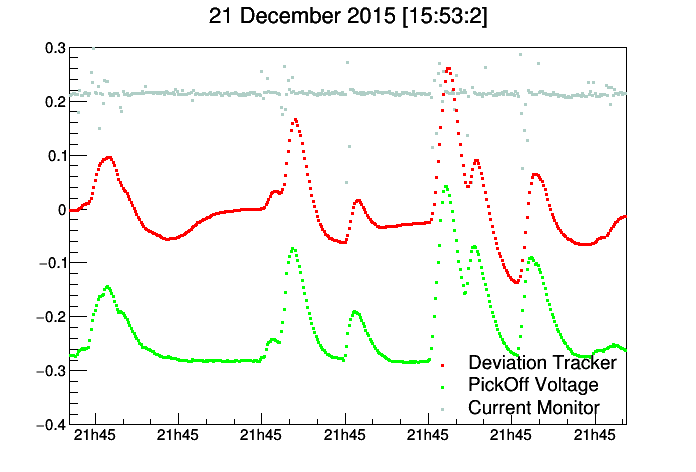 21 December 2015 [15:53:2]
0.3
0.2
0.1
0
−0.1
−0.2
−0.3
−0.4
Deviation Tracker
PickOff Voltage
Current Monitor
21h45 21h45 21h45 21h45 21h45 21h45 21h45